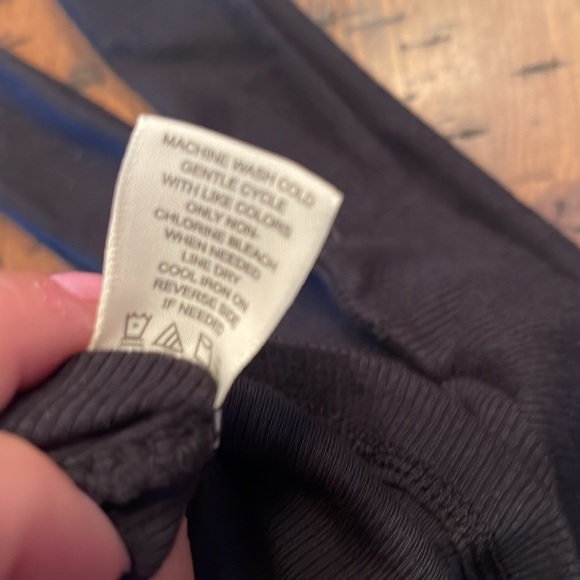 MACHINE WASH COLD
GENTLE CYCLE
WITH LIKE COLORS
ONLY NON-
CHLORINE BLEACH
WHEN NEEDED
LINE DRY
COOL IRON ON
REVERSE SIDE
IF NEEDED